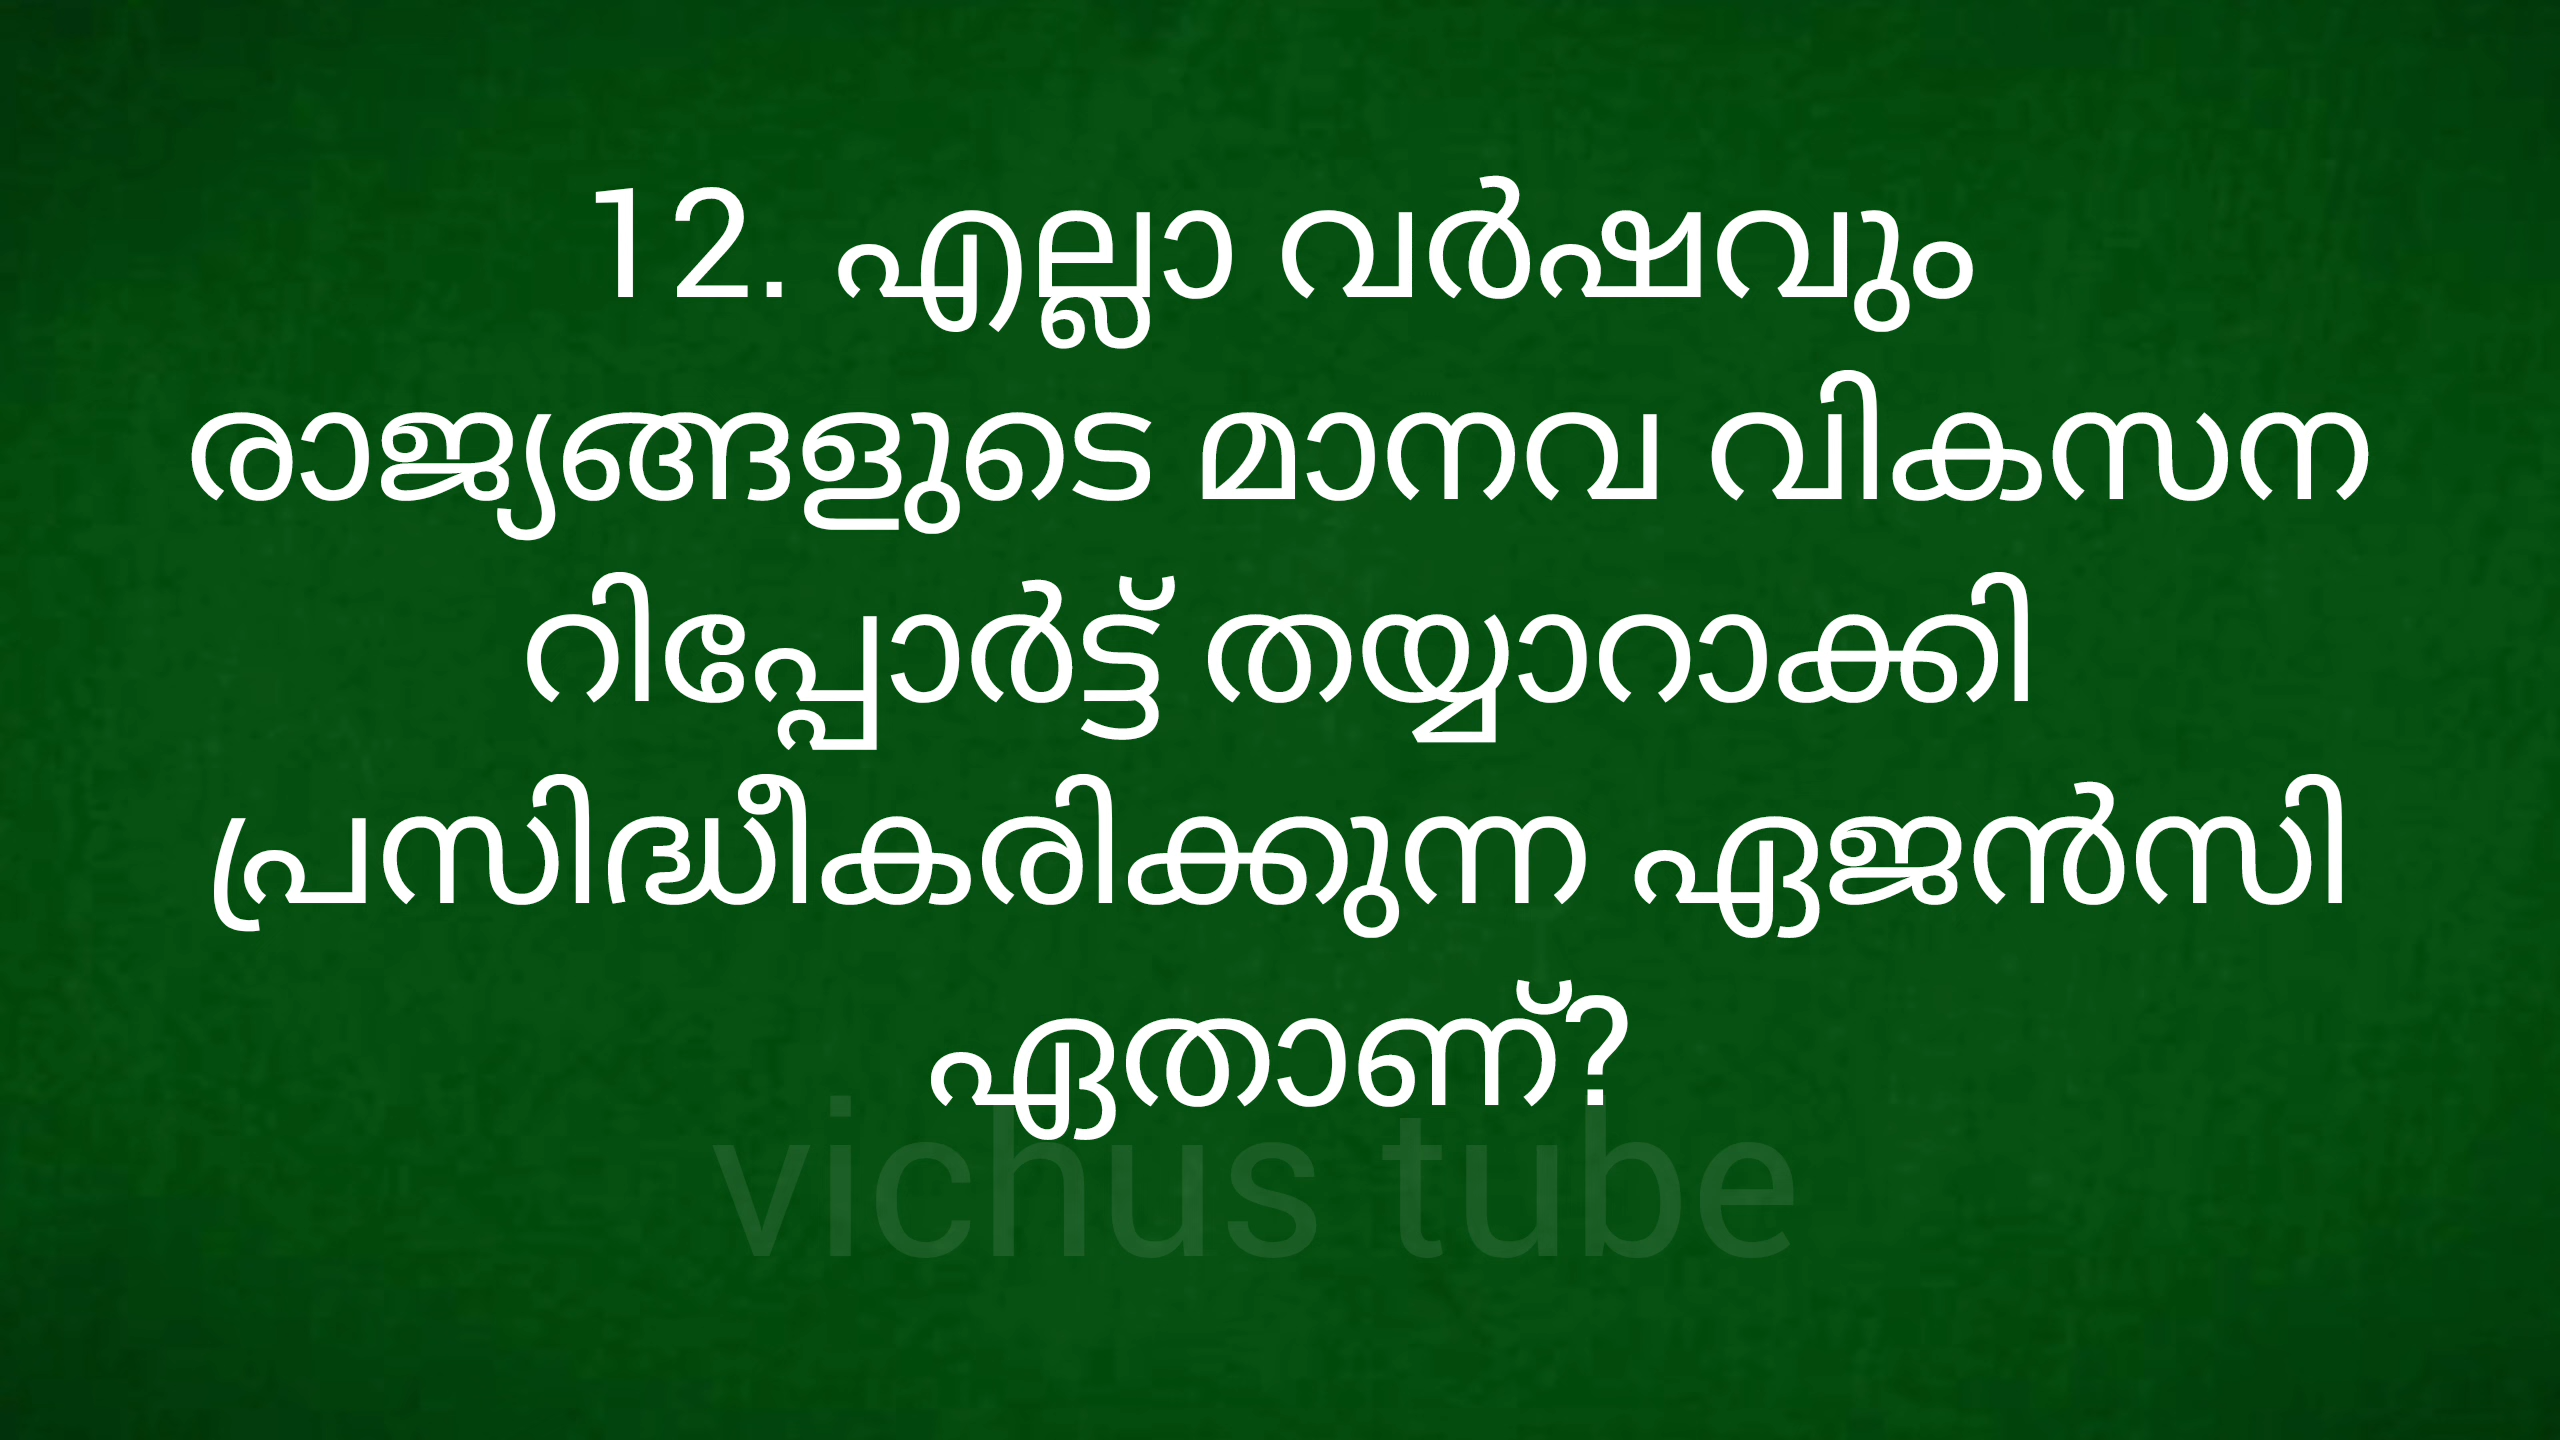 12. എല്ലാ വർഷവും
രാജ്യങ്ങളുടെ മാനവ വികസന
റിപ്പോർട്ട് തയ്യാറാക്കി
പ്രസിദ്ധീകരിക്കുന്ന ഏജൻസി
ഏതാണ്?
vichus tube